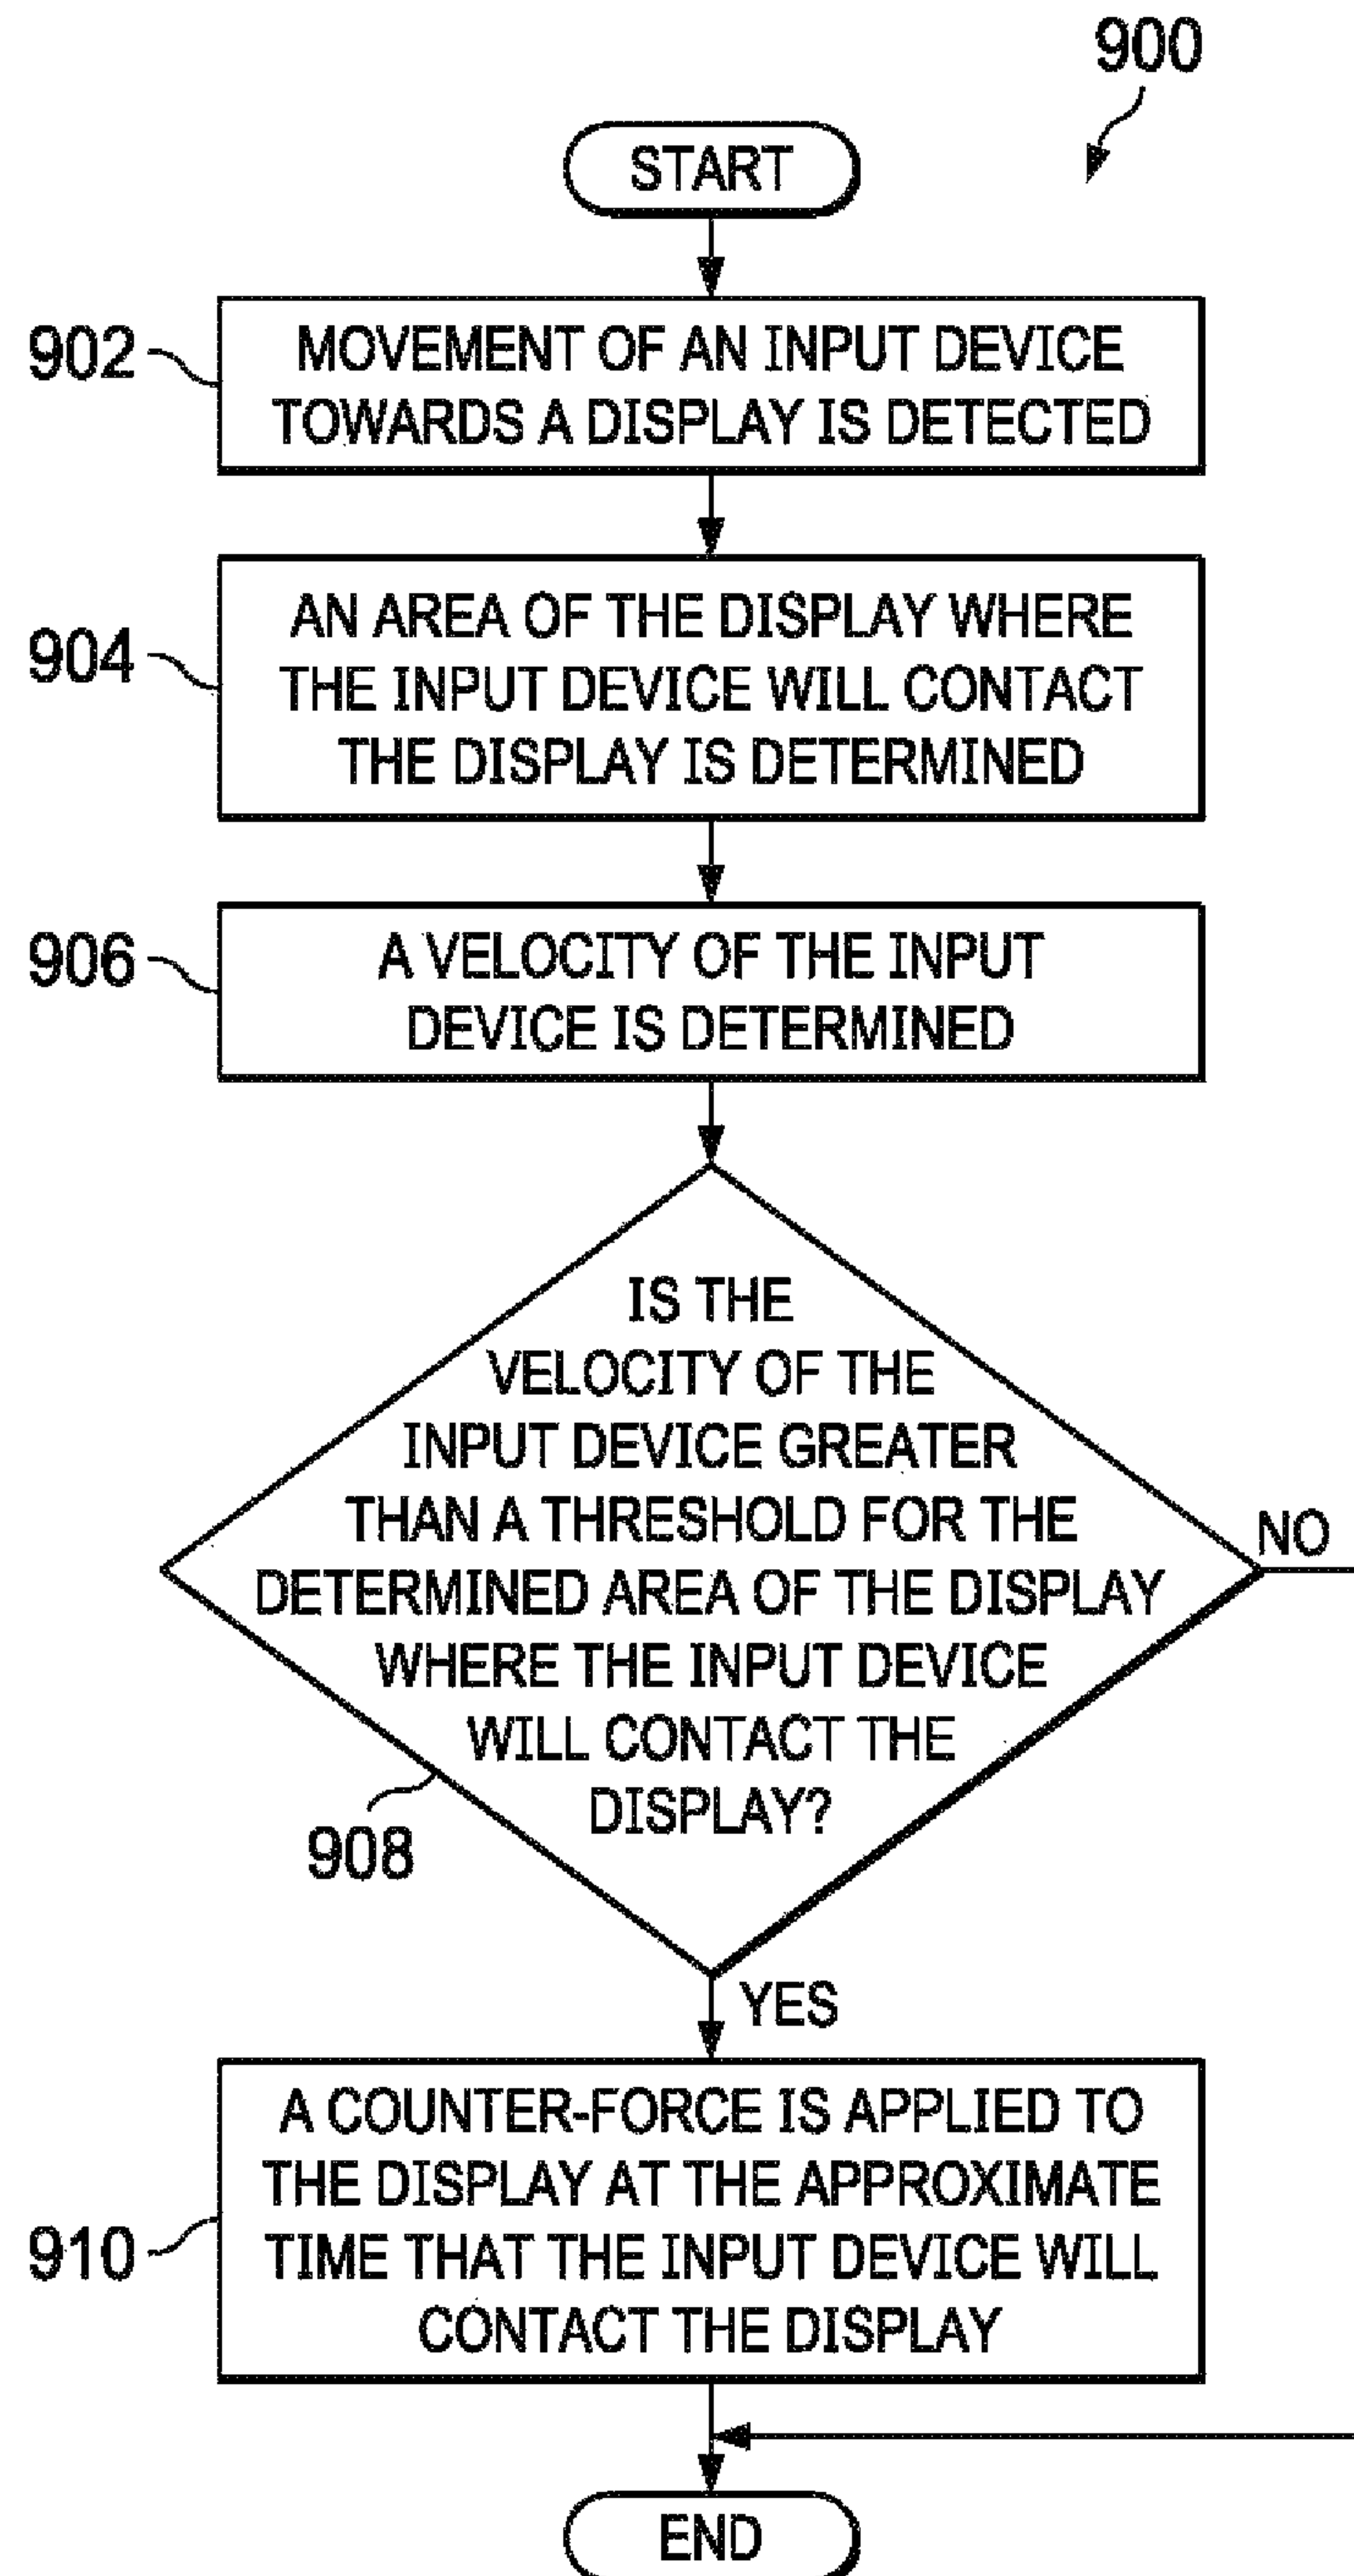 900
START
902
MOVEMENT OF AN INPUT DEVICE
TOWARDS A DISPLAY IS DETECTED
904
AN AREA OF THE DISPLAY WHERE
THE INPUT DEVICE WILL CONTACT
THE DISPLAY IS DETERMINED
906
A VELOCITY OF THE INPUT
DEVICE IS DETERMINED
IS THE
VELOCITY OF THE
INPUT DEVICE GREATER
THAN A THRESHOLD FOR THE
DETERMINED AREA OF THE DISPLAY
WHERE THE INPUT DEVICE
WILL CONTACT THE
DISPLAY?
NO
908
YES
910
A COUNTER-FORCE IS APPLIED TO
THE DISPLAY AT THE APPROXIMATE
TIME THAT THE INPUT DEVICE WILL
CONTACT THE DISPLAY
END